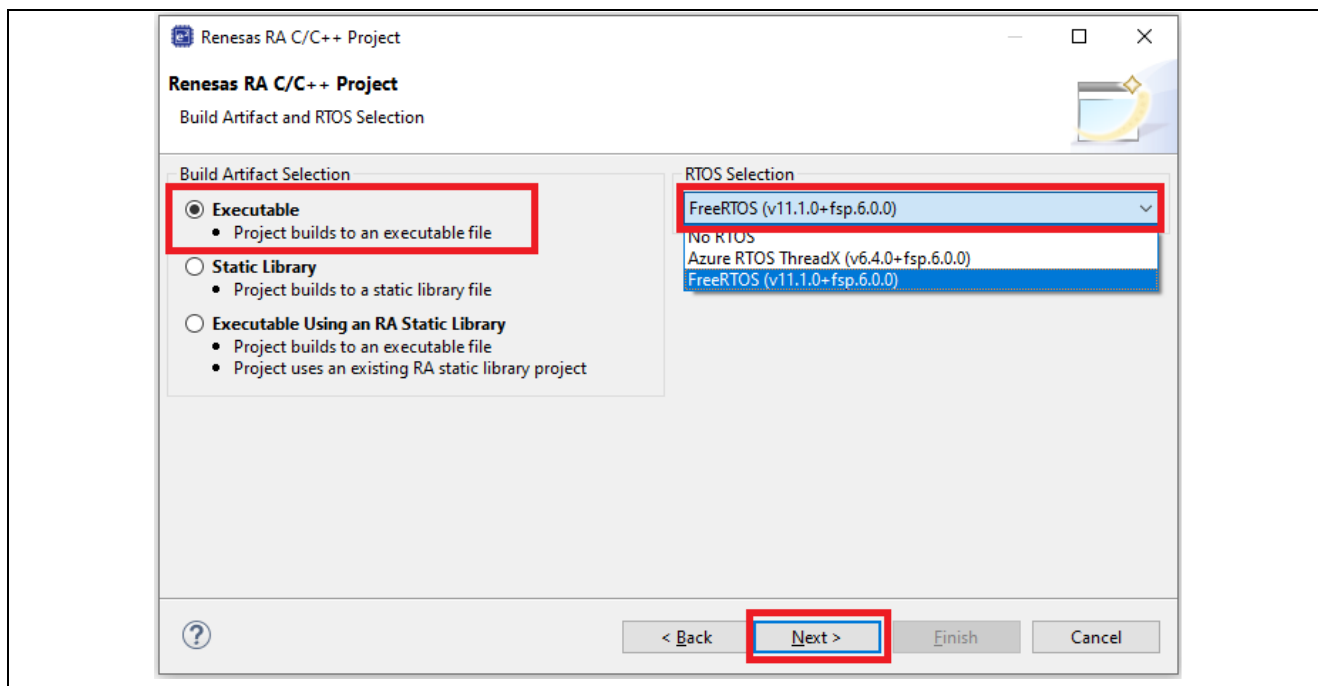 Renesas RA C/C++ Project
Renesas RA C/C++ Project
Build Artifact and RTOS Selection
Build Artifact Selection
Executable
• Project builds to an executable file
Static Library
• Project builds to a static library file
Executable Using an RA Static Library
• Project builds to an executable file
• Project uses an existing RA static library project
RTOS Selection
FreeRTOS (v11.1.0+fsp.6.0.0)
No RTOS
Azure RTOS ThreadX (v6.4.0+fsp.6.0.0)
FreeRTOS (v11.1.0+fsp.6.0.0)
?
< Back
Next >
Finish
Cancel